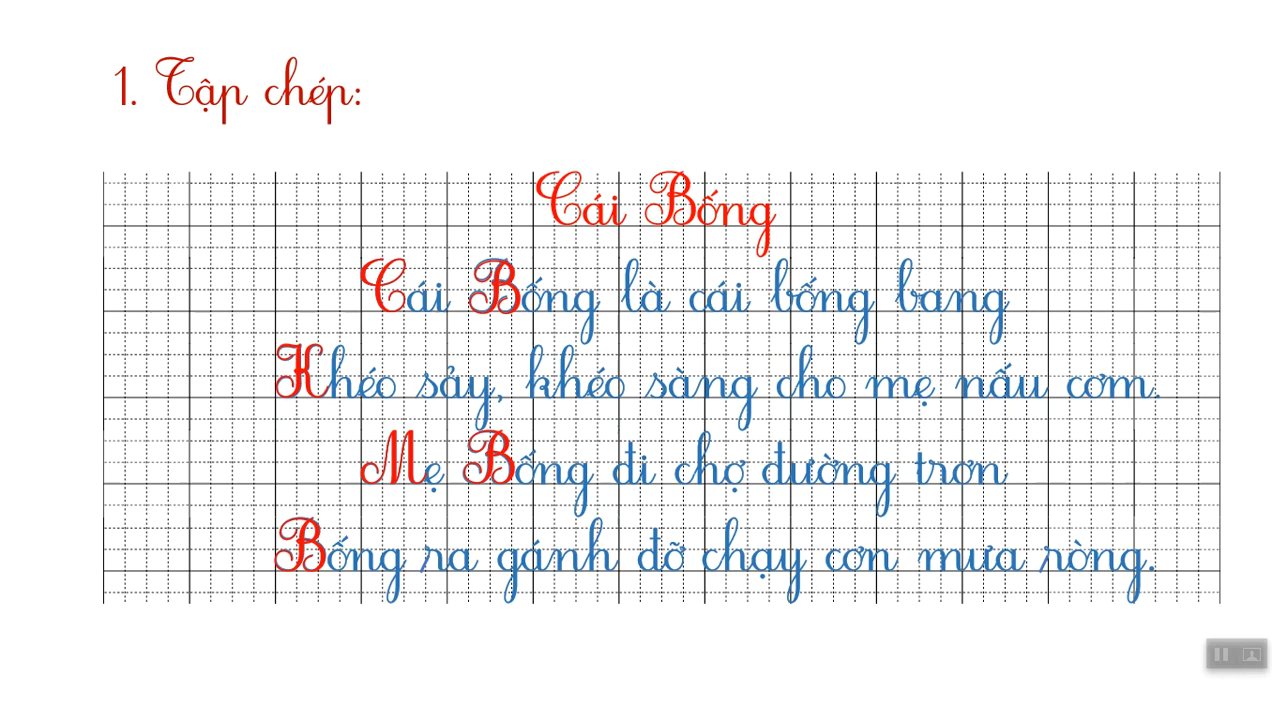 1. Tập chép:
Cái Bống
Cái Bống là cái bống bang
Khéo sảy, khéo sàng cho mẹ nấu cơm.
Mẹ Bống đi chợ đường trơn
Bống ra gánh đỡ chạy cơn mưa ròng.